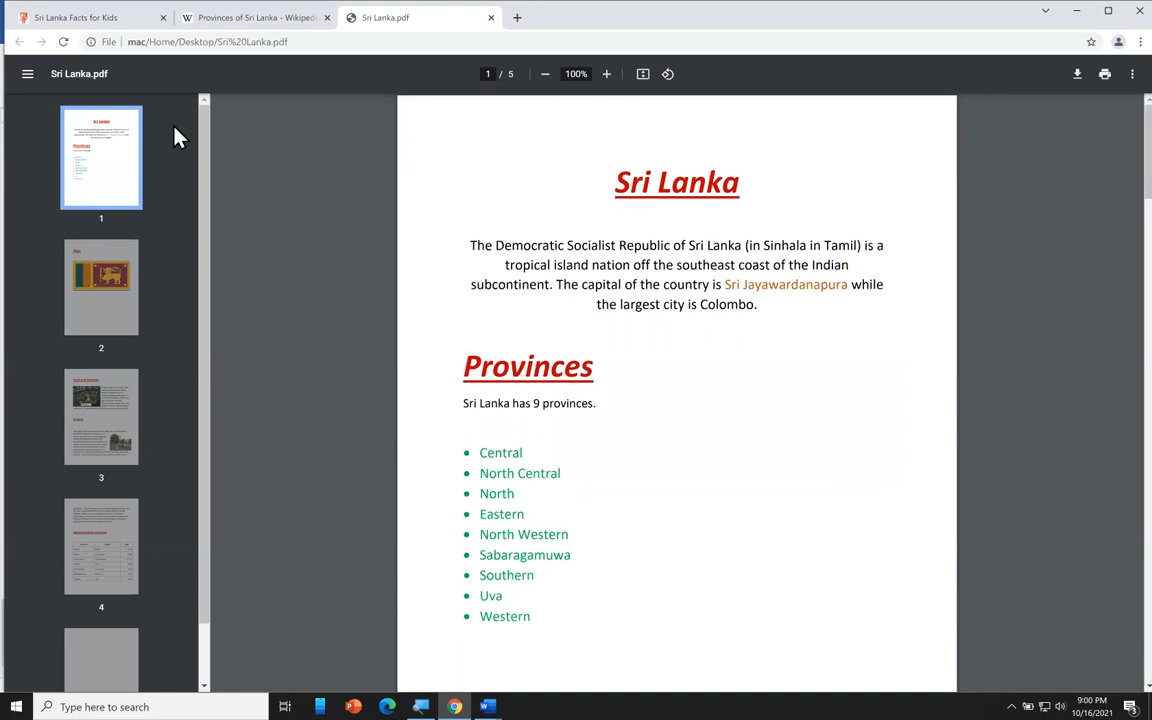 Sri Lanka Facts for Kids
Provinces of Sri Lanka - Wikiped
Sri Lanka.pdf
File
mac/Home/Desktop/Sri%20Lanka.pdf
Sri Lanka.pdf
1 / 5
100%
1
2
3
4
Sri Lanka
The Democratic Socialist Republic of Sri Lanka (in Sinhala in Tamil) is a
tropical island nation off the southeast coast of the Indian
subcontinent. The capital of the country is Sri Jayawardanapura while
the largest city is Colombo.
Provinces
Sri Lanka has 9 provinces.
• Central
• North Central
• North
• Eastern
• North Western
• Sabaragamuwa
• Southern
• Uva
• Western
Type here to search
9:00 PM
10/16/2021
3